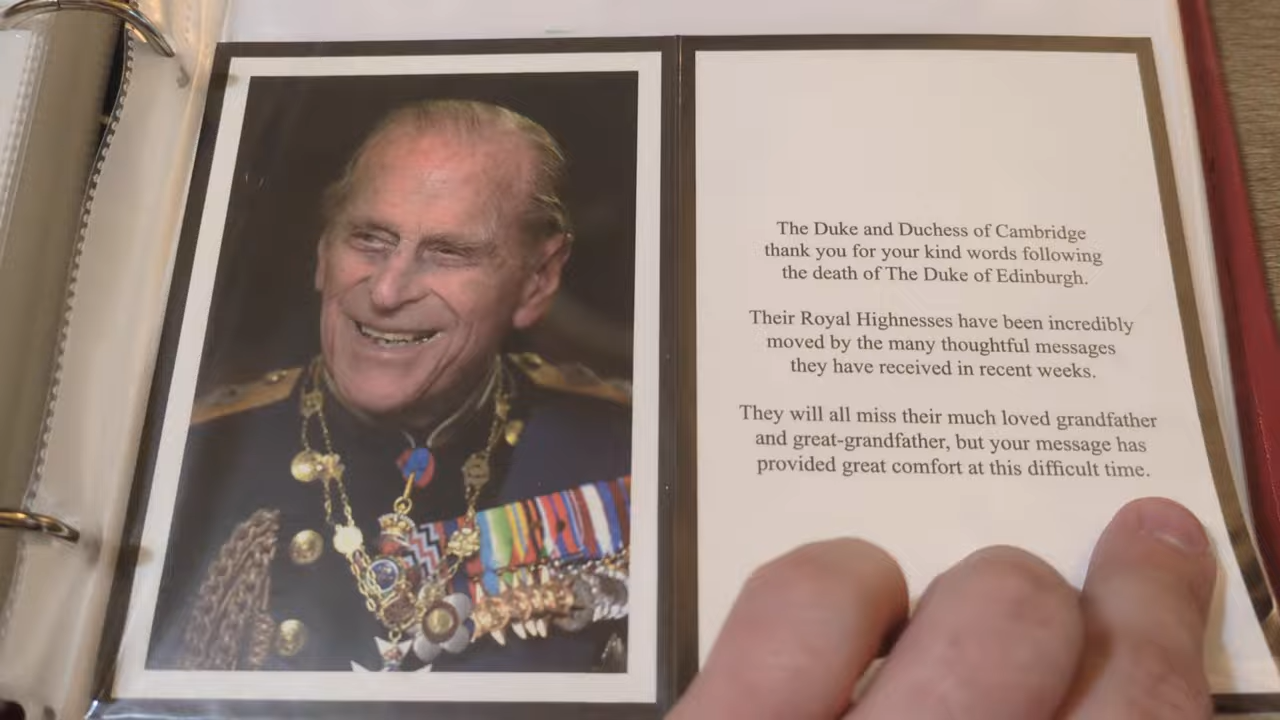 The Duke and Duchess of Cambridge
thank you for your kind words following
the death of The Duke of Edinburgh.
Their Royal Highnesses have been incredibly
moved by the many thoughtful messages
they have received in recent weeks.
They will all miss their much loved grandfather
and great-grandfather, but your message has
provided great comfort at this difficult time.